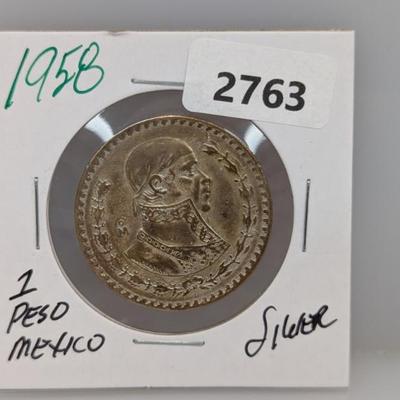 1958
2763
1
PESO
MEXICO
SILVER